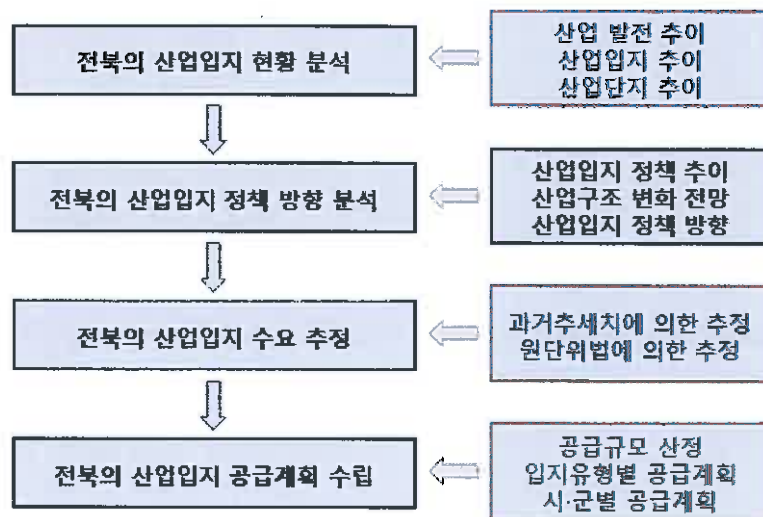 전북의 산업입지 현황 분석
산업 발전 추이
산업입지 추이
산업단지 추이
전북의 산업입지 정책 방향 분석
산업입지 정책 추이
산업구조 변화 전망
산업입지 정책 방향
전북의 산업입지 수요 추정
과거추세치에 의한 추정
원단위법에 의한 추정
전북의 산업입지 공급계획 수립
공급규모 산정
입지유형별 공급계획
시·군별 공급계획